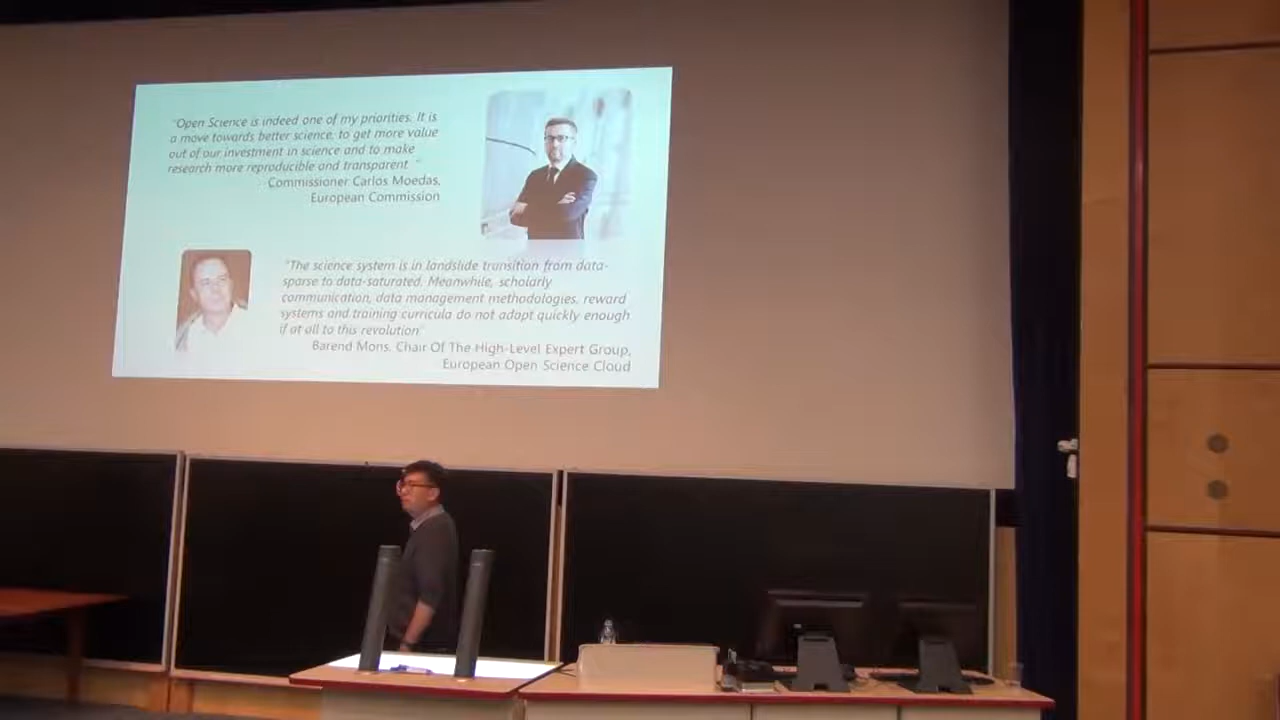 "Open Science is indeed one of my priorities. It is
a move towards better science, to get more value
out of our investment in science and to make
research more reproducible and transparent. "
- Commissioner Carlos Moedas,
European Commission
"The science system is in landslide transition from data-
sparse to data-saturated. Meanwhile, scholarly
communication, data management methodologies, reward
systems and training curricula do not adapt quickly enough
if at all to this revolution"
Barend Mons, Chair Of The High-Level Expert Group,
European Open Science Cloud